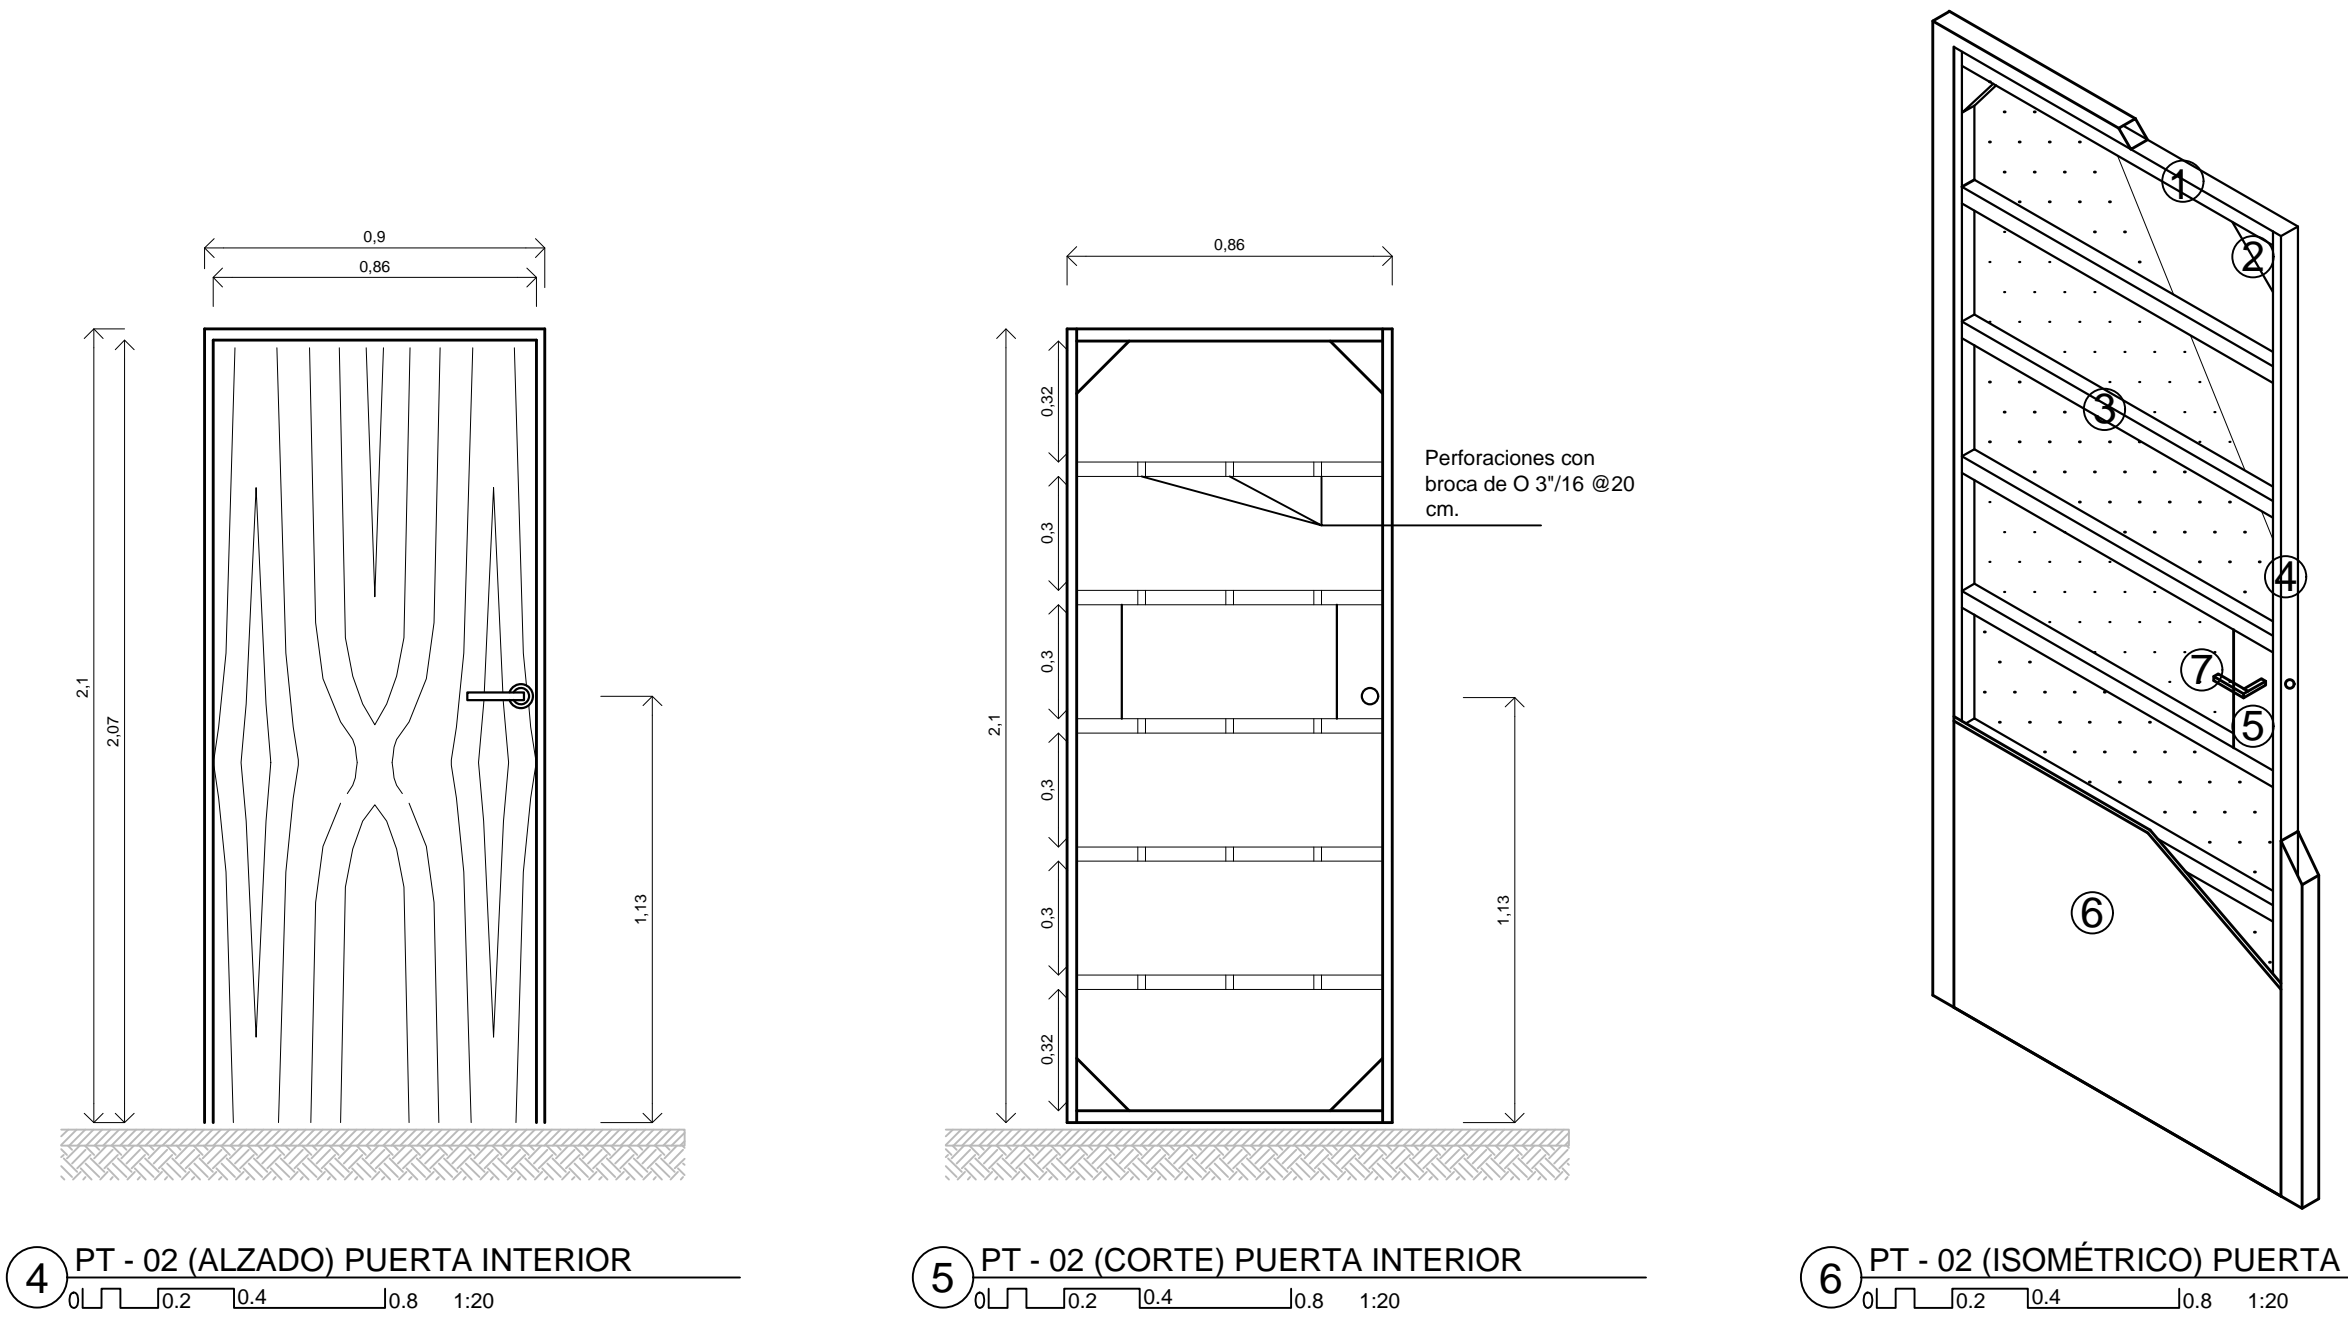 0,9
0,86
2,1
2,07
1,13
4
PT - 02 (ALZADO) PUERTA INTERIOR
0 0.2 0.4 0.8 1:20
0,86
2,1
0,32
0,3
0,3
0,3
0,3
0,32
Perforaciones con
broca de O 3"/16 @20
cm.
1,13
5
PT - 02 (CORTE) PUERTA INTERIOR
0 0.2 0.4 0.8 1:20
1
2
3
4
7
5
6
6
PT - 02 (ISOMÉTRICO) PUERTA
0 0.2 0.4 0.8 1:20